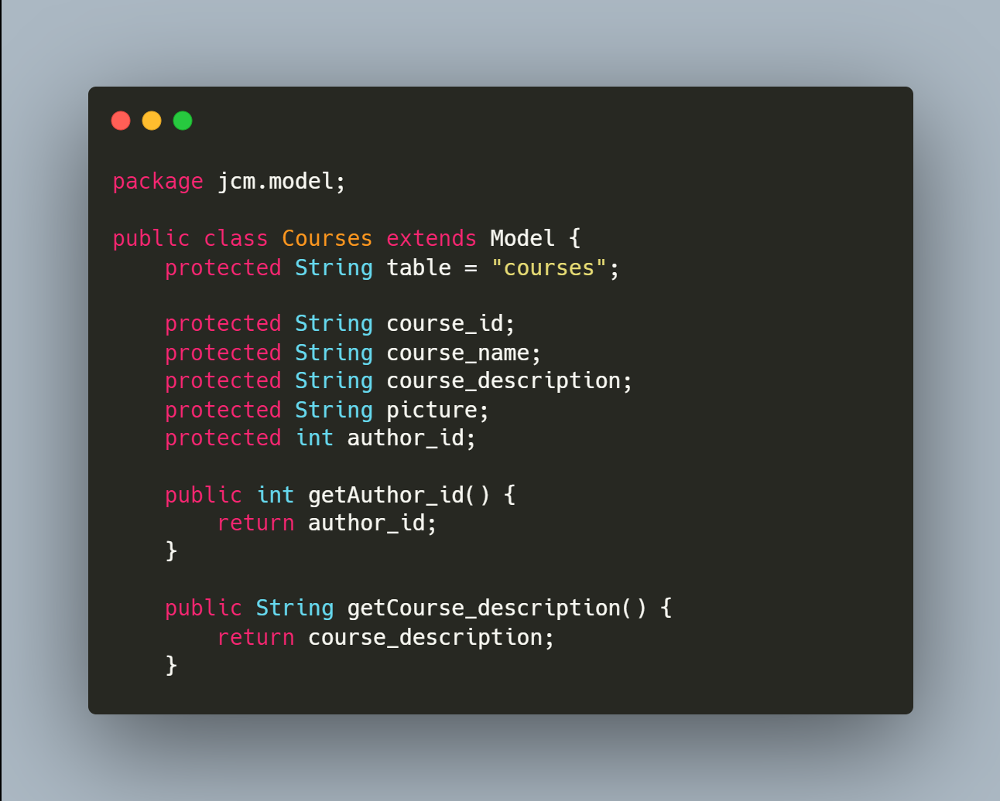 package jcm.model;

public class Courses extends Model {
    protected String table = "courses";

    protected String course_id;
    protected String course_name;
    protected String course_description;
    protected String picture;
    protected int author_id;

    public int getAuthor_id() {
        return author_id;
    }

    public String getCourse_description() {
        return course_description;
    }